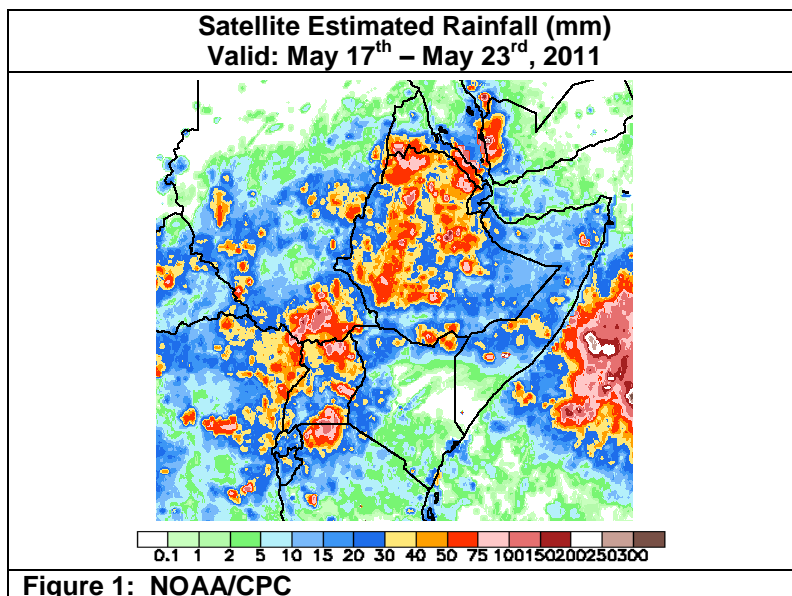 Satellite Estimated Rainfall (mm)
Valid: May 17th – May 23rd, 2011
0.1 1 2 5 10 15 20 30 40 50 75 100150200250300
Figure 1: NOAA/CPC